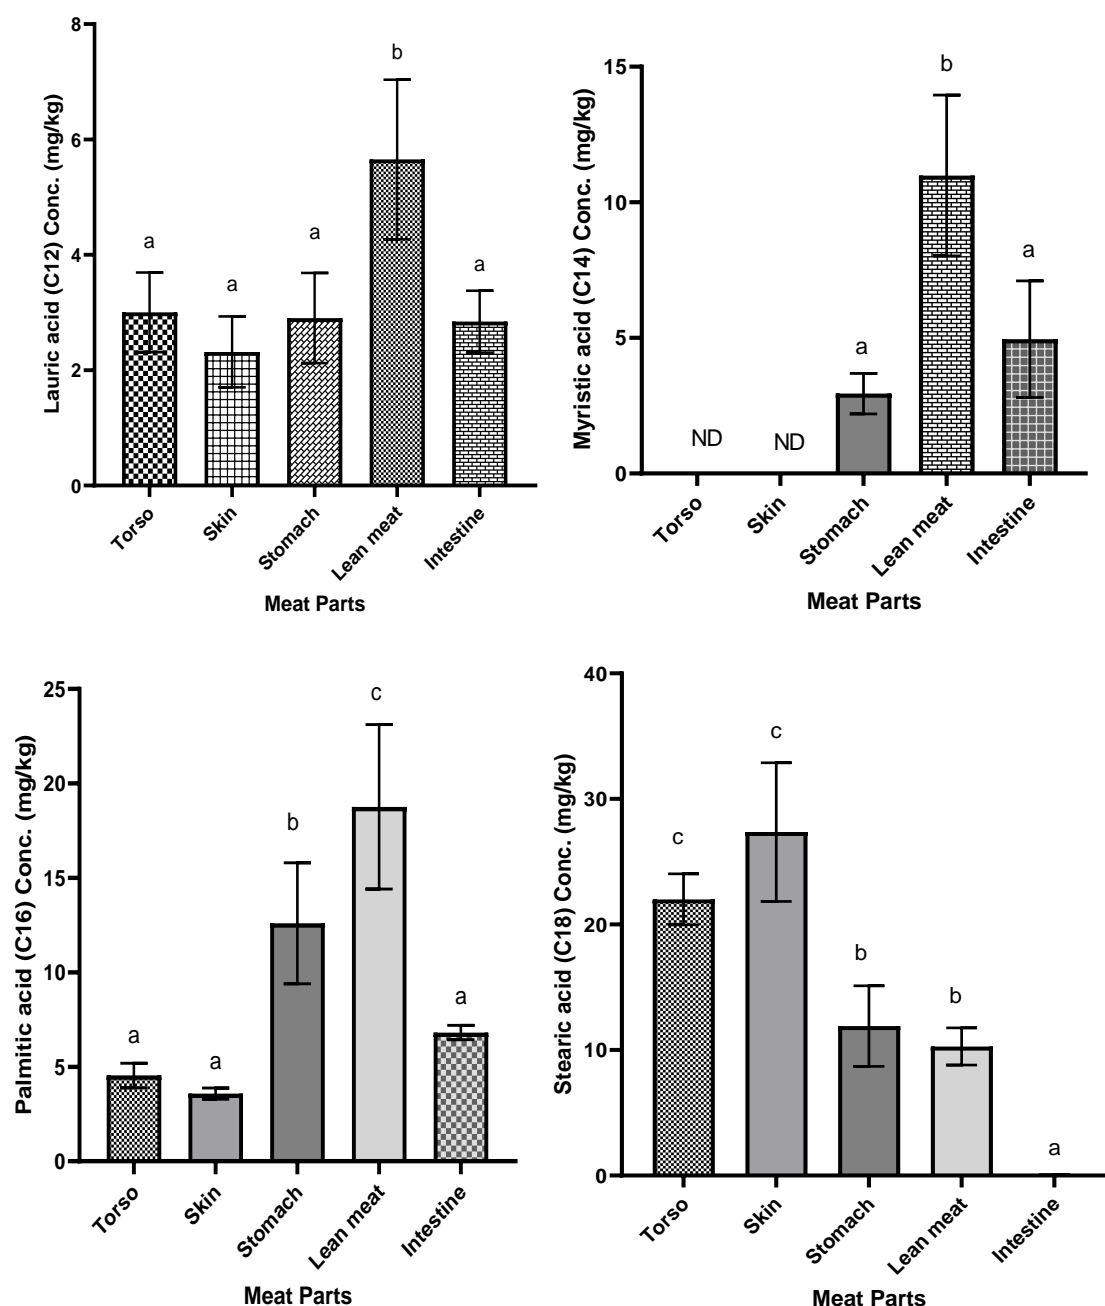 Lauric acid (C12) Conc. (mg/kg)
8
6
4
2
0
a
a
a
b
a
Torso
Skin
Stomach
Lean meat
Intestine
Meat Parts
Myristic acid (C14) Conc. (mg/kg)
15
10
5
0
ND
ND
a
b
a
Torso
Skin
Stomach
Lean meat
Intestine
Meat Parts
Palmitic acid (C16) Conc. (mg/kg)
25
20
15
10
5
0
a
a
b
c
a
Torso
Skin
Stomach
Lean meat
Intestine
Meat Parts
Stearic acid (C18) Conc. (mg/kg)
40
30
20
10
0
c
c
b
b
a
Torso
Skin
Stomach
Lean meat
Intestine
Meat Parts